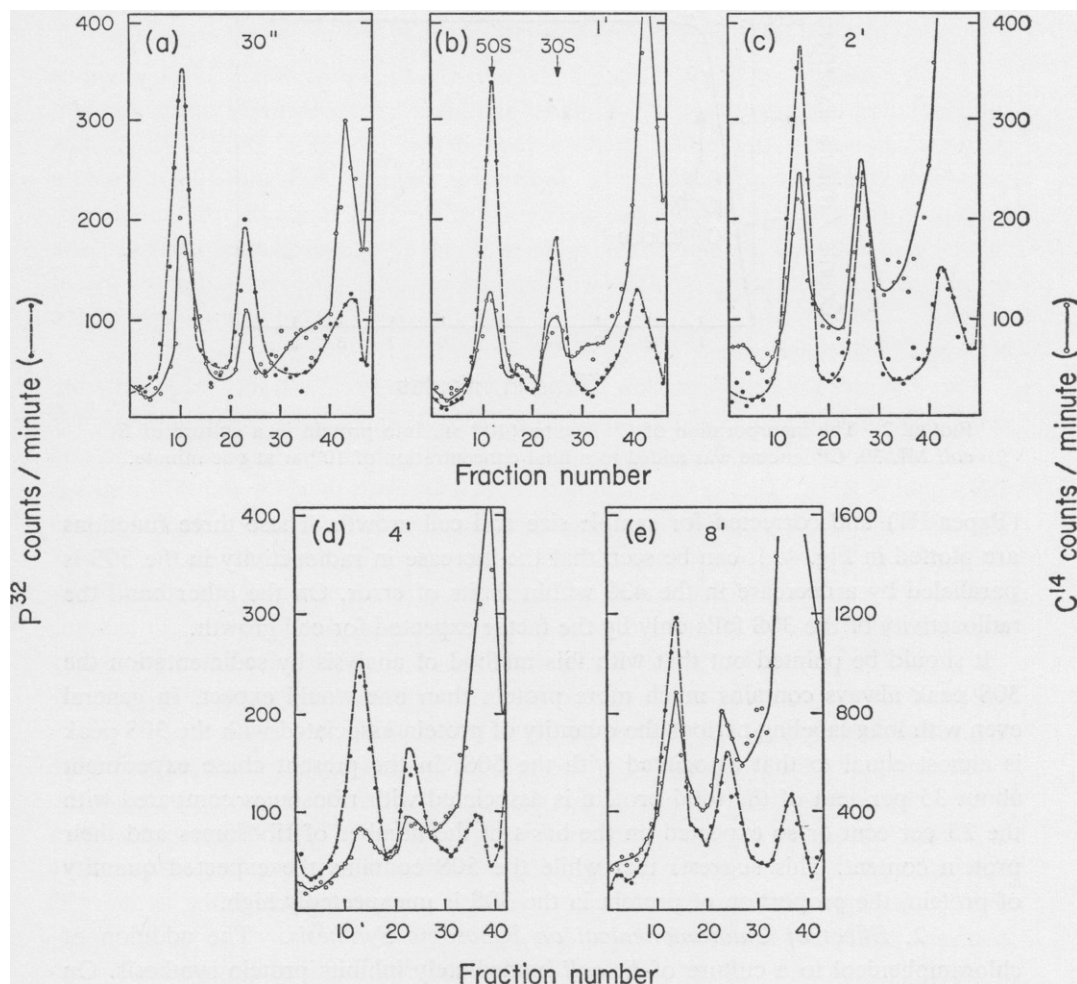 (a) 30" (b) 50S 30S 1' (c) 2'
400 300 200 100
400 300 200 100
10 20 30 40 10 20 30 40 10 20 30 40
Fraction number
P³² counts / minute (•---•)
C¹⁴ counts / minute (——)
(d) 4' (e) 8'
400 300 200
1600 1200 800 400
10 20 30 40 10 20 30 40
Fraction number